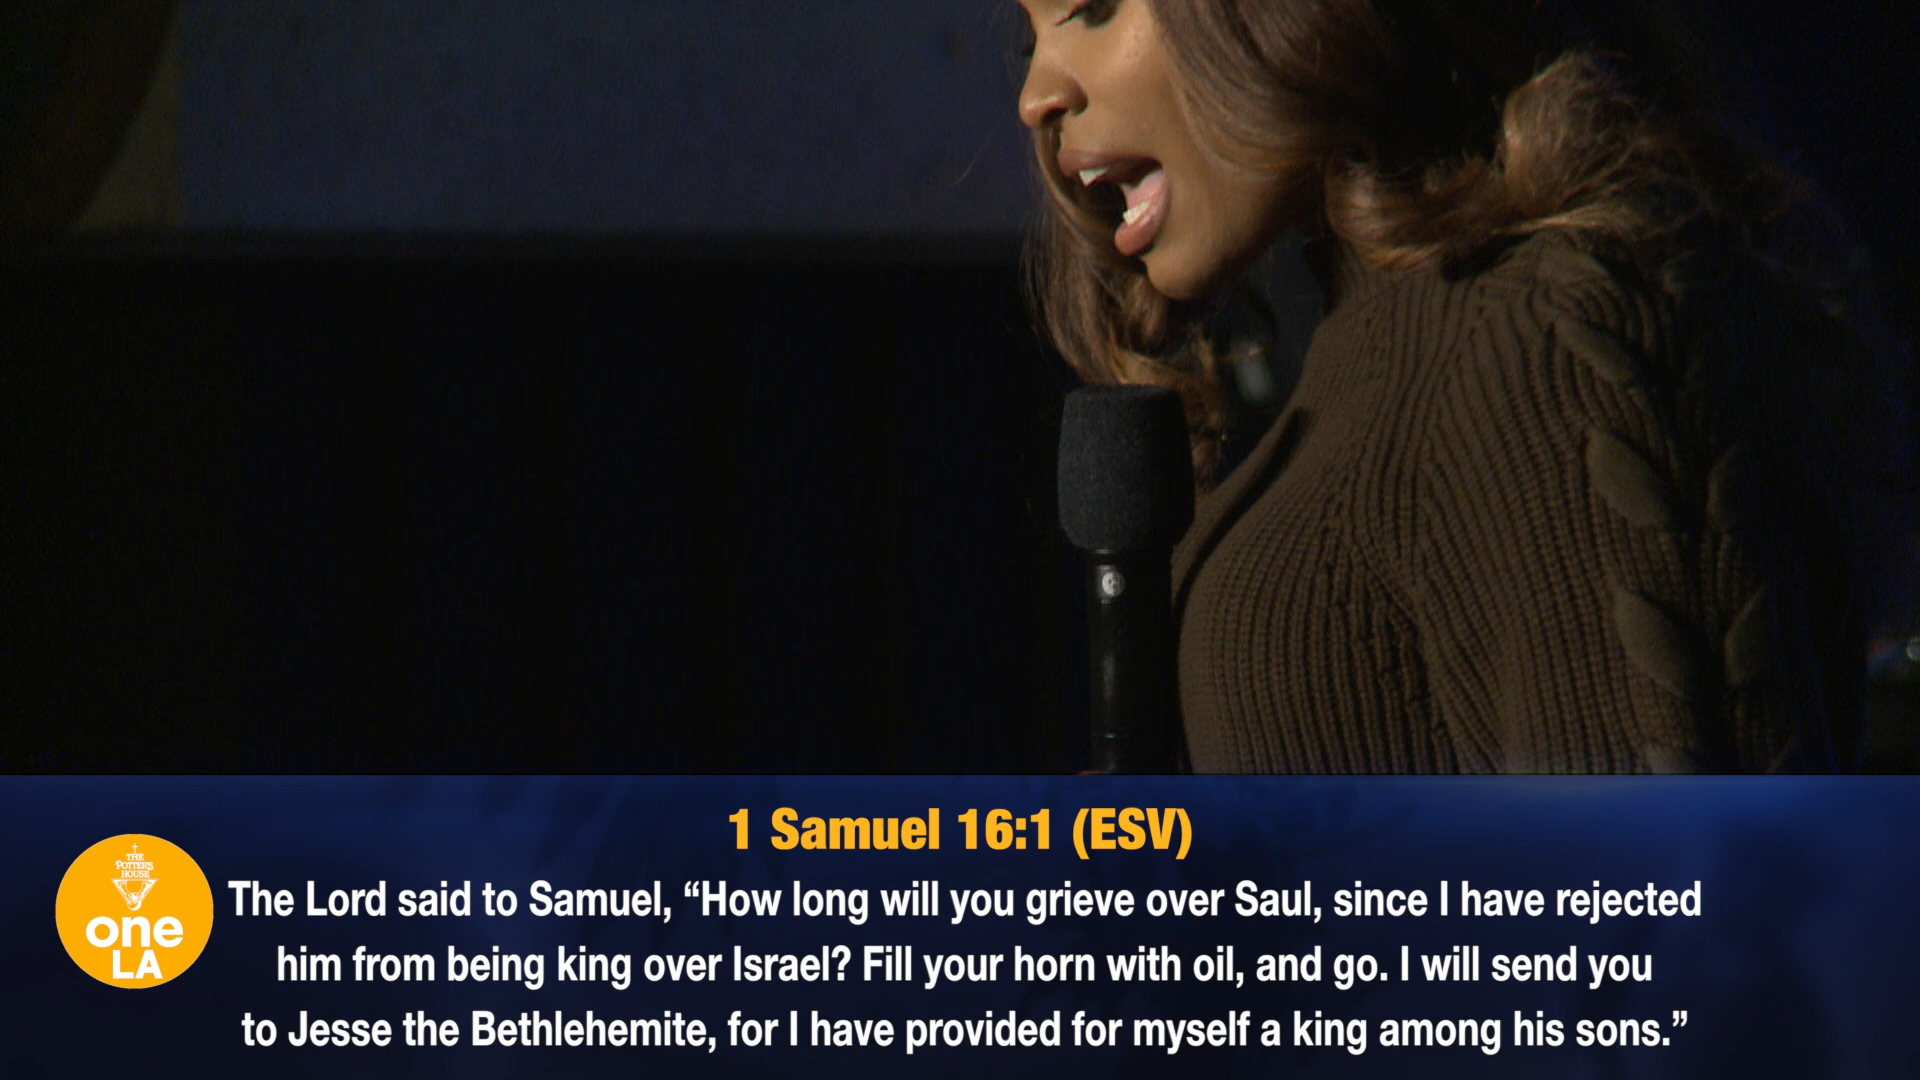 1 Samuel 16:1 (ESV)
The Lord said to Samuel, “How long will you grieve over Saul, since I have rejected
him from being king over Israel? Fill your horn with oil, and go. I will send you
to Jesse the Bethlehemite, for I have provided for myself a king among his sons.”
THE
POTTER'S
HOUSE
one
LA